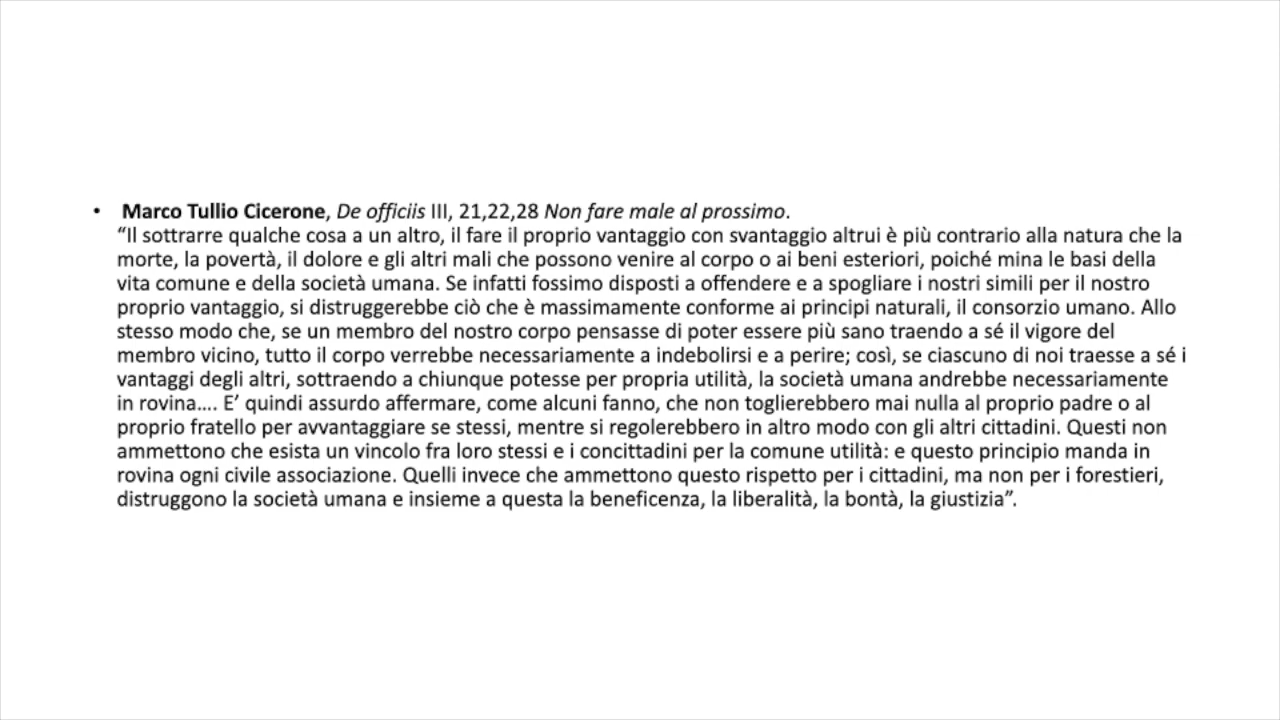 • Marco Tullio Cicerone, De officiis III, 21,22,28 Non fare male al prossimo.
“Il sottrarre qualche cosa a un altro, il fare il proprio vantaggio con svantaggio altrui è più contrario alla natura che la
morte, la povertà, il dolore e gli altri mali che possono venire al corpo o ai beni esteriori, poiché mina le basi della
vita comune e della società umana. Se infatti fossimo disposti a offendere e a spogliare i nostri simili per il nostro
proprio vantaggio, si distruggerebbe ciò che è massimamente conforme ai principi naturali, il consorzio umano. Allo
stesso modo che, se un membro del nostro corpo pensasse di poter essere più sano traendo a sé il vigore del
membro vicino, tutto il corpo verrebbe necessariamente a indebolirsi e a perire; così, se ciascuno di noi traesse a sé i
vantaggi degli altri, sottraendo a chiunque potesse per propria utilità, la società umana andrebbe necessariamente
in rovina…. E’ quindi assurdo affermare, come alcuni fanno, che non toglierebbero mai nulla al proprio padre o al
proprio fratello per avvantaggiare se stessi, mentre si regolerebbero in altro modo con gli altri cittadini. Questi non
ammettono che esista un vincolo fra loro stessi e i concittadini per la comune utilità: e questo principio manda in
rovina ogni civile associazione. Quelli invece che ammettono questo rispetto per i cittadini, ma non per i forestieri,
distruggono la società umana e insieme a questa la beneficenza, la liberalità, la bontà, la giustizia”.